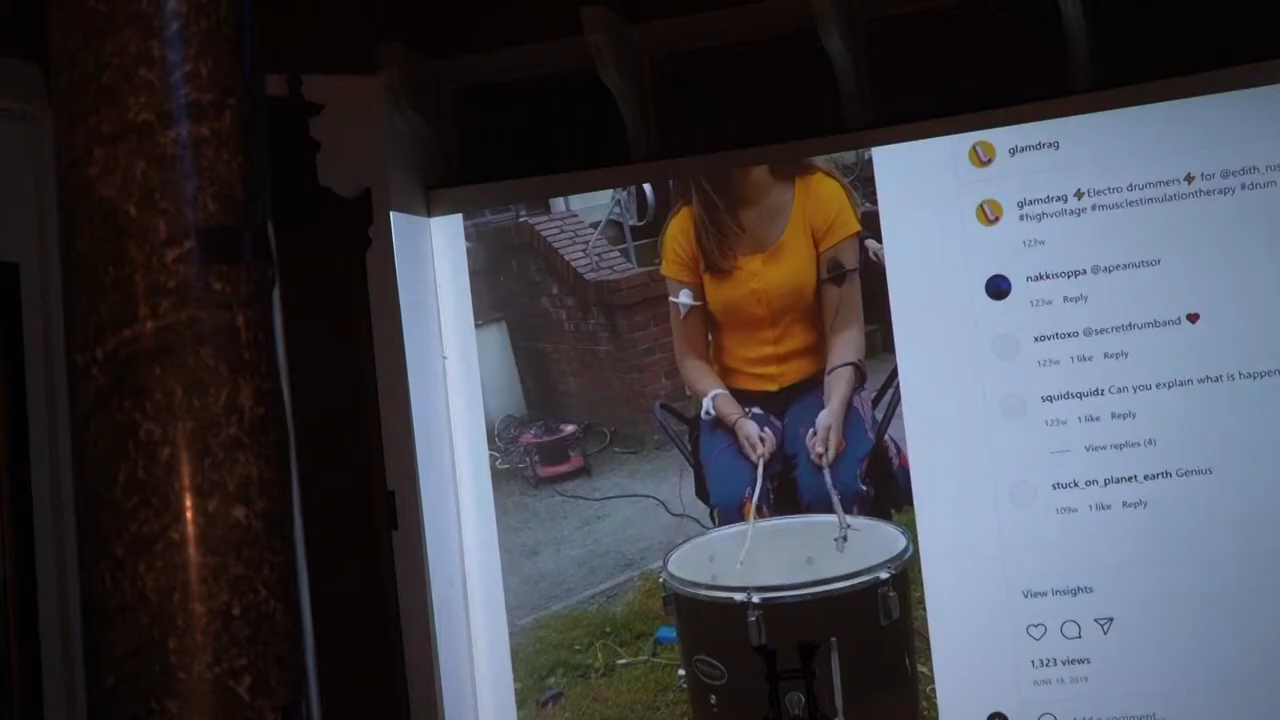 glamdrag
glamdrag ⚡Electro drummers⚡ for
#highvoltage #musclestimulationtherapy #drum
123w
nakkisoppa @apeanutsor
123w Reply
xovitoxo @secretdrumband ❤
123w 1 like Reply
squidsquidz Can you explain what is
123w 1 like Reply
View replies (4)
stuck_on_planet_earth Genius
109w 1 like Reply
View Insights
1,323 views
JUNE 18, 2019